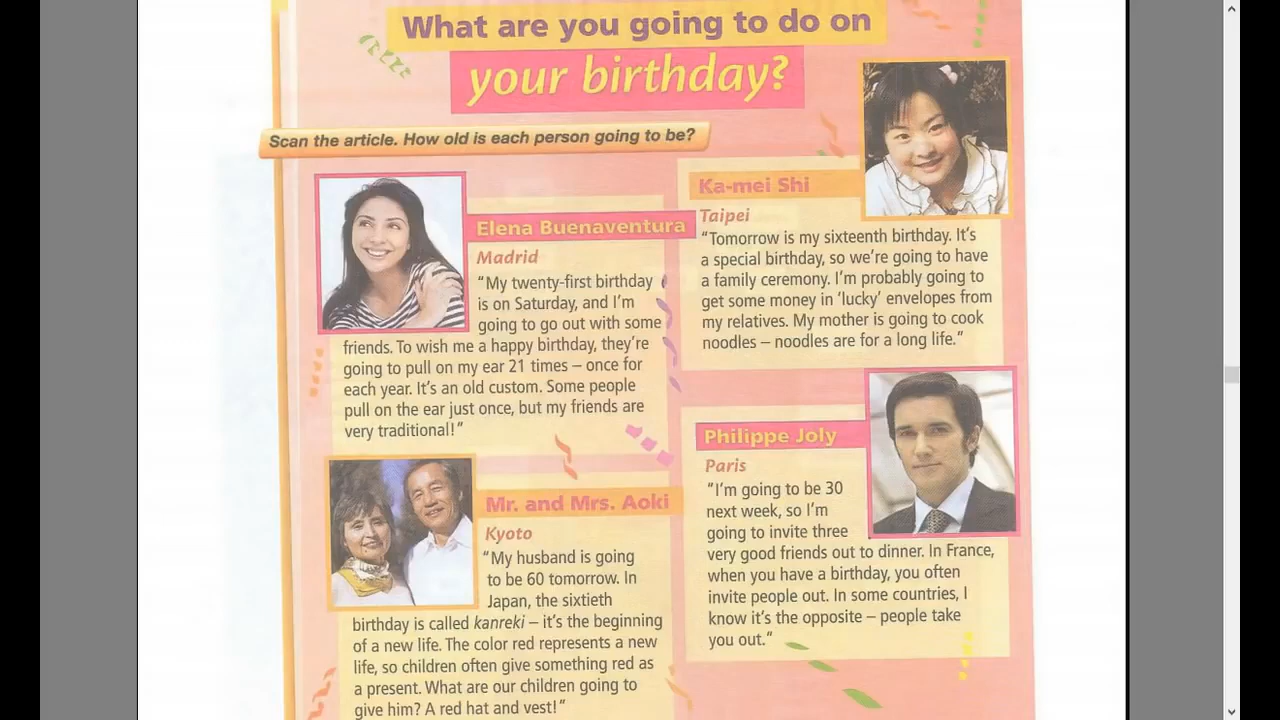 What are you going to do on
your birthday?
Scan the article. How old is each person going to be?
Elena Buenaventura
Madrid
“My twenty-first birthday
is on Saturday, and I’m
going to go out with some
friends. To wish me a happy birthday, they’re
going to pull on my ear 21 times – once for
each year. It’s an old custom. Some people
pull on the ear just once, but my friends are
very traditional!”
Ka-mei Shi
Taipei
“Tomorrow is my sixteenth birthday. It’s
a special birthday, so we’re going to have
a family ceremony. I’m probably going to
get some money in ‘lucky’ envelopes from
my relatives. My mother is going to cook
noodles – noodles are for a long life.”
Mr. and Mrs. Aoki
Kyoto
“My husband is going
to be 60 tomorrow. In
Japan, the sixtieth
birthday is called kanreki – it’s the beginning
of a new life. The color red represents a new
life, so children often give something red as
a present. What are our children going to
give him? A red hat and vest!”
Philippe Joly
Paris
“I’m going to be 30
next week, so I’m
going to invite three
very good friends out to dinner. In France,
when you have a birthday, you often
invite people out. In some countries, I
know it’s the opposite – people take
you out.”